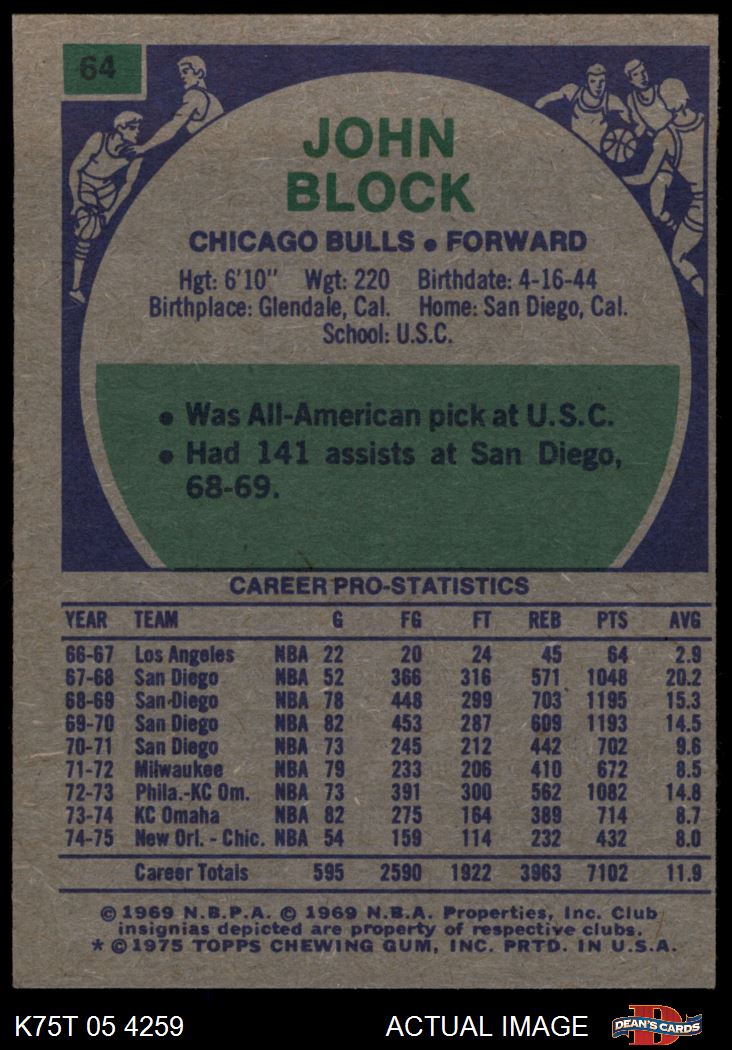 64
JOHN
BLOCK
CHICAGO BULLS • FORWARD
Hgt: 6'10" Wgt: 220 Birthdate: 4-16-44
Birthplace: Glendale, Cal. Home: San Diego, Cal.
School: U.S.C.
• Was All-American pick at U.S.C.
• Had 141 assists at San Diego,
68-69.
CAREER PRO-STATISTICS
YEAR TEAM G FG FT REB PTS AVG
66-67 Los Angeles NBA 22 20 24 45 64 2.9
67-68 San Diego NBA 52 366 316 571 1048 20.2
68-69 San Diego NBA 78 448 299 703 1195 15.3
69-70 San Diego NBA 82 453 287 609 1193 14.5
70-71 San Diego NBA 73 245 212 442 702 9.6
71-72 Milwaukee NBA 79 233 206 410 672 8.5
72-73 Phila.-KC Om. NBA 73 391 300 562 1082 14.8
73-74 KC Omaha NBA 82 275 164 389 714 8.7
74-75 New Orl. - Chic. NBA 54 159 114 232 432 8.0
Career Totals 595 2590 1922 3963 7102 11.9
© 1969 N.B.P.A. © 1969 N.B.A. Properties, Inc. Club
insignias depicted are property of respective clubs.
* © 1975 TOPPS CHEWING GUM, INC. PRTD. IN U.S.A.
K75T 05 4259 ACTUAL IMAGE DEAN'S CARDS